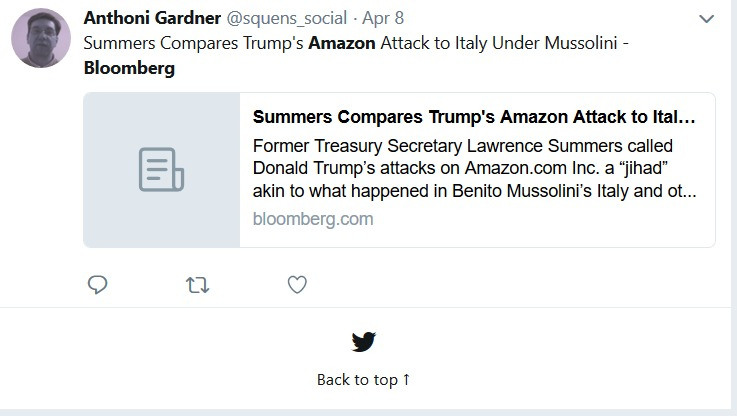 Anthoni Gardner @squens_social · Apr 8
Summers Compares Trump's Amazon Attack to Italy Under Mussolini -
Bloomberg
Summers Compares Trump's Amazon Attack to Ital...
Former Treasury Secretary Lawrence Summers called
Donald Trump’s attacks on Amazon.com Inc. a “jihad”
akin to what happened in Benito Mussolini’s Italy and ot...
bloomberg.com
Back to top ↑